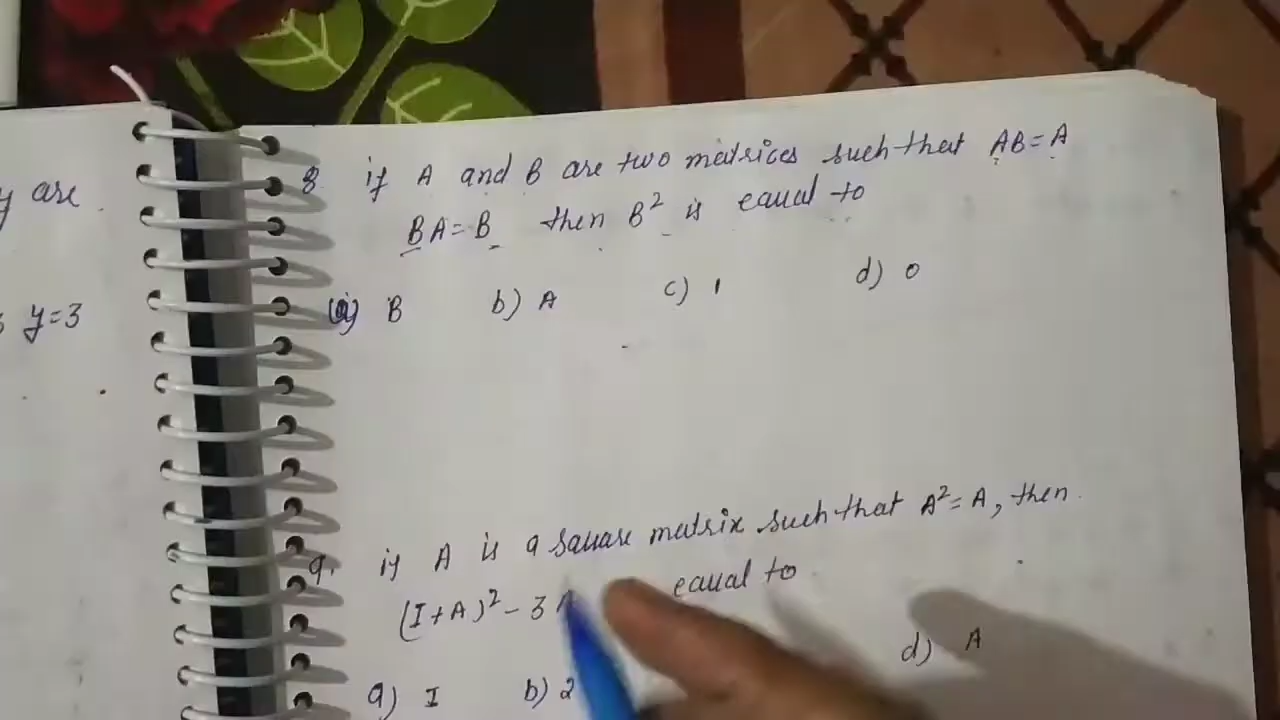 y are
y=3
8. if A and B are two matrices such that AB=A
BA=B then B² is equal to
a) B b) A c) 1 d) 0
9. if A is a square matrix such that A²=A, then
(I+A)²-3 equal to
a) I b) 2 d) A